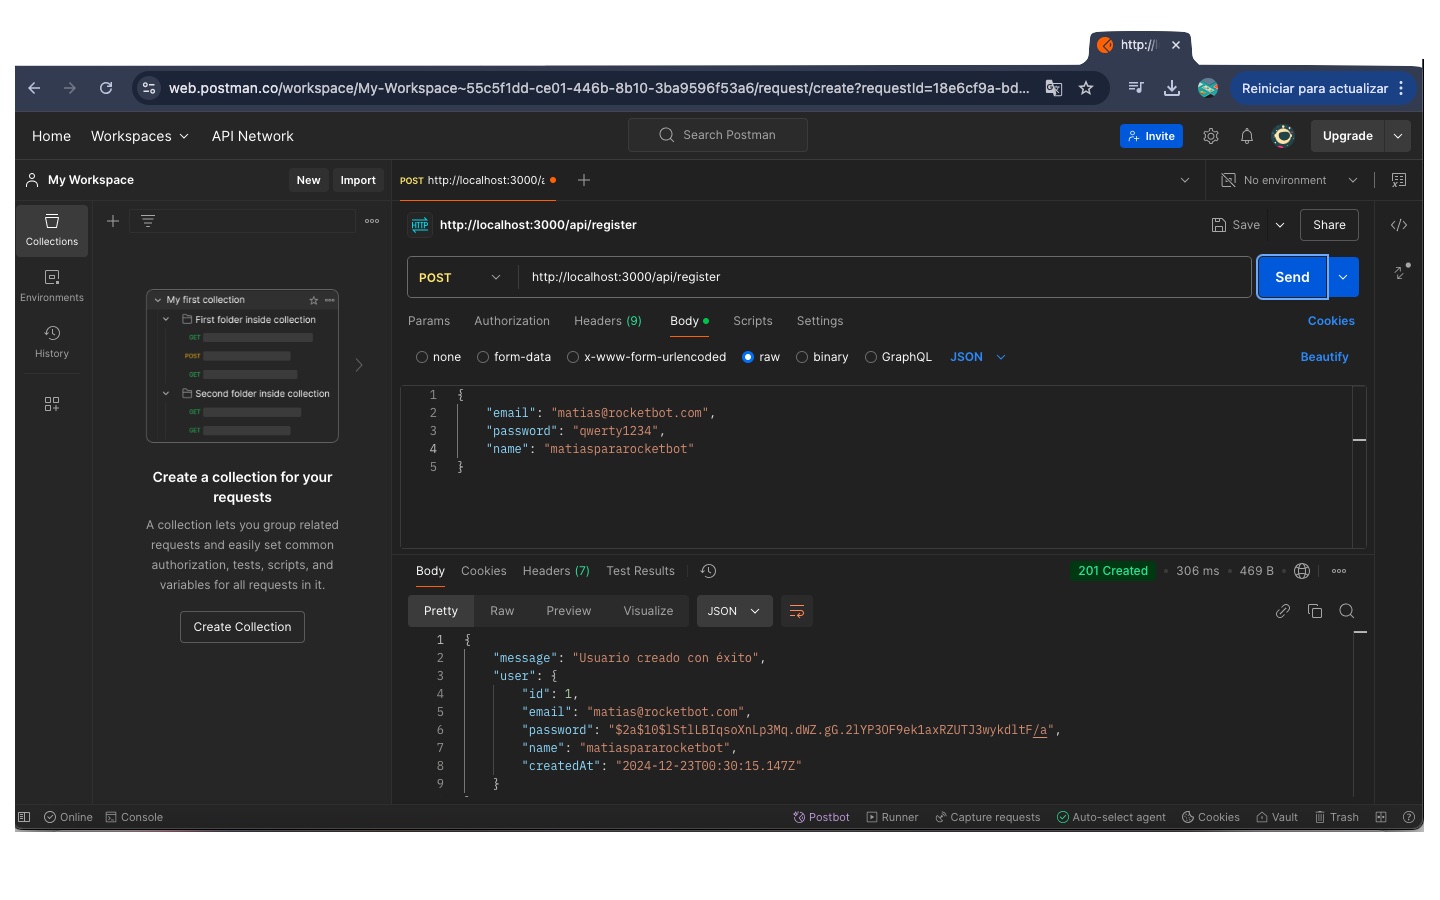 http://
web.postman.co/workspace/My-Workspace~55c5f1dd-ce01-446b-8b10-3ba9596f53a6/request/create?requestId=18e6cf9a-bd...
Reiniciar para actualizar
Home Workspaces API Network
Search Postman
Invite
Upgrade
My Workspace
New Import
POST http://localhost:3000/a
No environment
Collections
Environments
History
My first collection
First folder inside collection
GET
POST
GET
Second folder inside collection
GET
GET
Create a collection for your
requests
A collection lets you group related
requests and easily set common
authorization, tests, scripts, and
variables for all requests in it.
Create Collection
HTTP http://localhost:3000/api/register
Save Share
POST http://localhost:3000/api/register
Send
Params Authorization Headers (9) Body Scripts Settings
Cookies
none form-data x-www-form-urlencoded raw binary GraphQL JSON
Beautify
1 {
2 "email": "matias@rocketbot.com",
3 "password": "qwerty1234",
4 "name": "matiaspararocketbot"
5 }
Body Cookies Headers (7) Test Results
201 Created • 306 ms • 469 B
Pretty Raw Preview Visualize JSON
1 {
2 "message": "Usuario creado con éxito",
3 "user": {
4 "id": 1,
5 "email": "matias@rocketbot.com",
6 "password": "$2a$10$lStlLBIqsoXnLp3Mq.dWZ.gG.2lYP3OF9ek1axRZUTJ3wykdltF/a",
7 "name": "matiaspararocketbot",
8 "createdAt": "2024-12-23T00:30:15.147Z"
9 }
Online Console
Postbot Runner Capture requests Auto-select agent Cookies Vault Trash